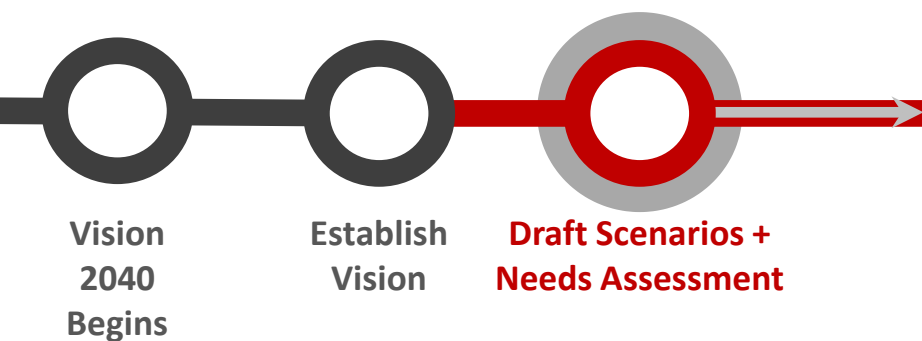 Vision
2040
Begins
Establish
Vision
Draft Scenarios +
Needs Assessment